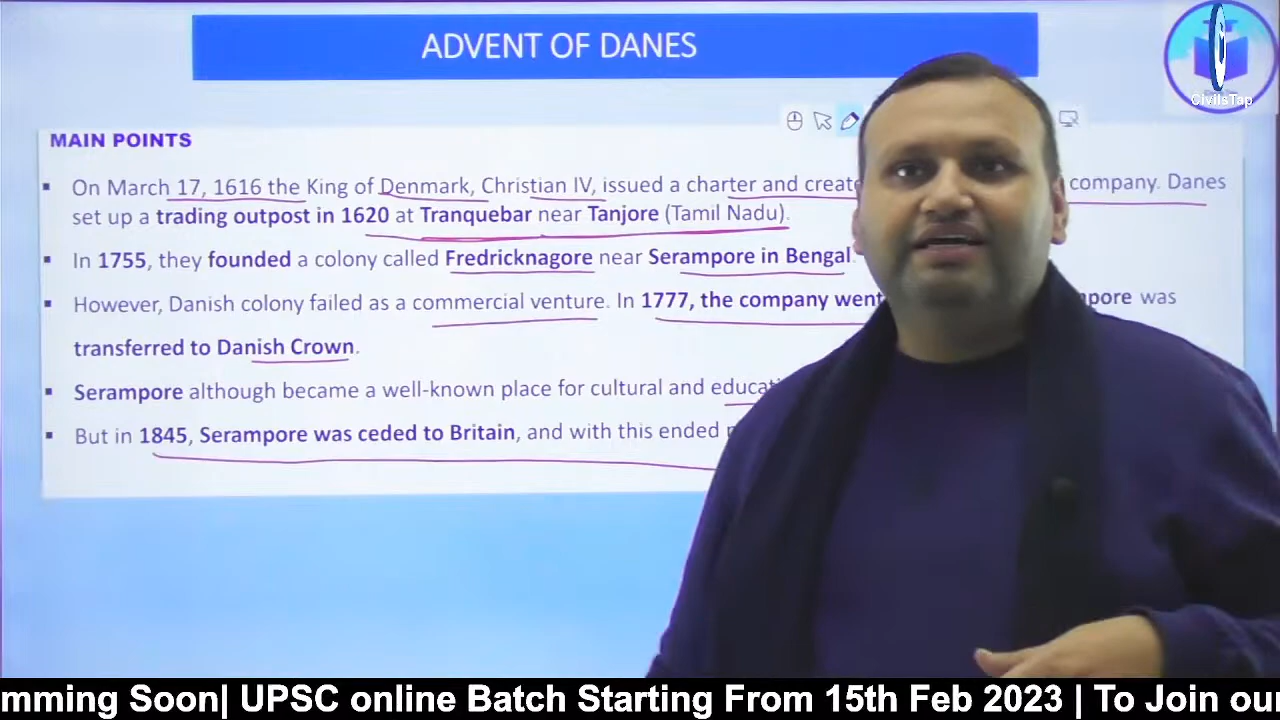 ADVENT OF DANES
CivilsTap
MAIN POINTS
▪ On March 17, 1616 the King of Denmark, Christian IV, issued a charter and company. Danes
set up a trading outpost in 1620 at Tranquebar near Tanjore (Tamil Nadu).
▪ In 1755, they founded a colony called Fredricknagore near Serampore in Bengal.
▪ However, Danish colony failed as a commercial venture. In 1777, the company went was
transferred to Danish Crown.
▪ Serampore although became a well-known place for cultural and
▪ But in 1845, Serampore was ceded to Britain, and with this ended
mming Soon| UPSC online Batch Starting From 15th Feb 2023 | To Join our